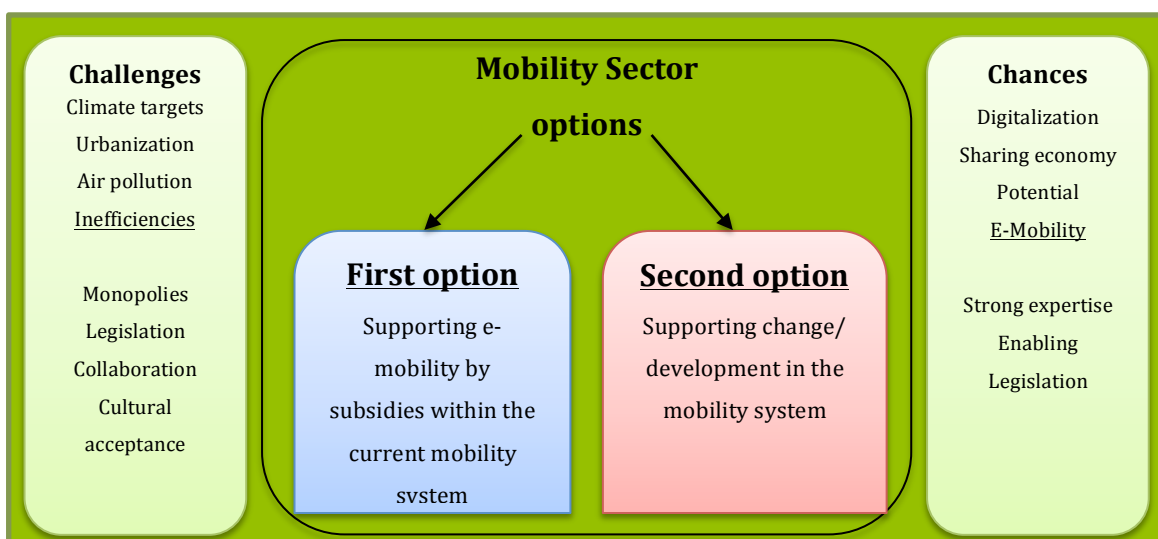 Challenges
Climate targets
Urbanization
Air pollution
Inefficiencies
Monopolies
Legislation
Collaboration
Cultural
acceptance
Mobility Sector
options
First option
Supporting e-
mobility by
subsidies within the
current mobility
system
Second option
Supporting change/
development in the
mobility system
Chances
Digitalization
Sharing economy
Potential
E-Mobility
Strong expertise
Enabling
Legislation